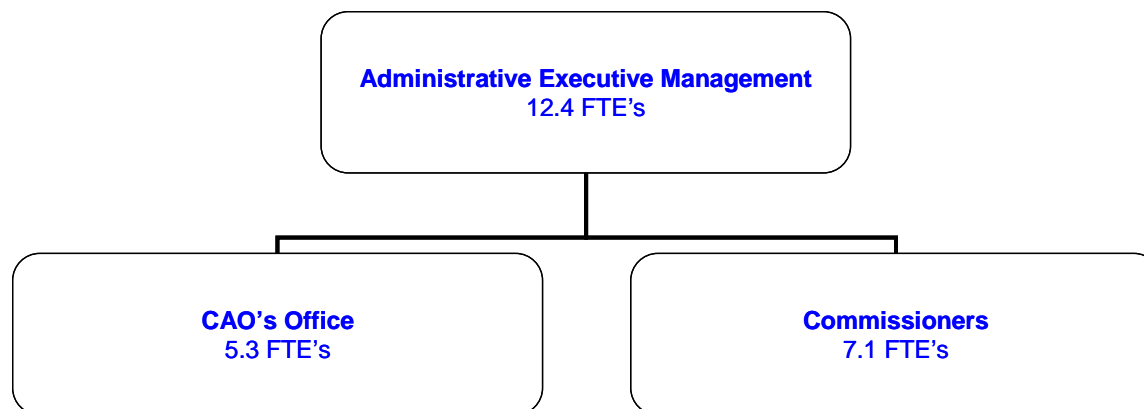 Administrative Executive Management
12.4 FTE’s
CAO’s Office
5.3 FTE’s
Commissioners
7.1 FTE’s